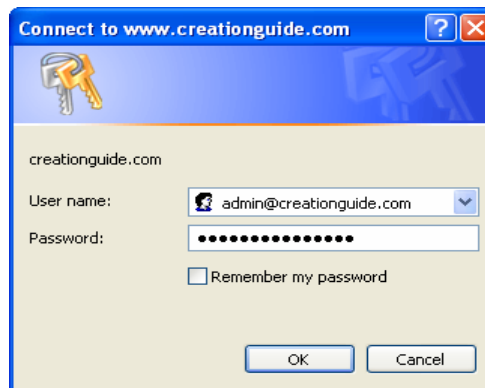 Connect to www.creationguide.com
creationguide.com
User name: admin@creationguide.com
Password: ●●●●●●●●●●●●●●●
Remember my password
OK Cancel